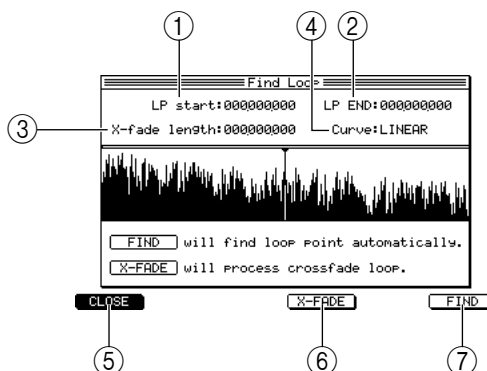 ① ④ ②
Find Loop
LP start:000000000 LP END:000000000
③ X-fade length:000000000 Curve:LINEAR
FIND will find loop point automatically.
X-FADE will process crossfade loop.
CLOSE X-FADE FIND
⑤ ⑥ ⑦